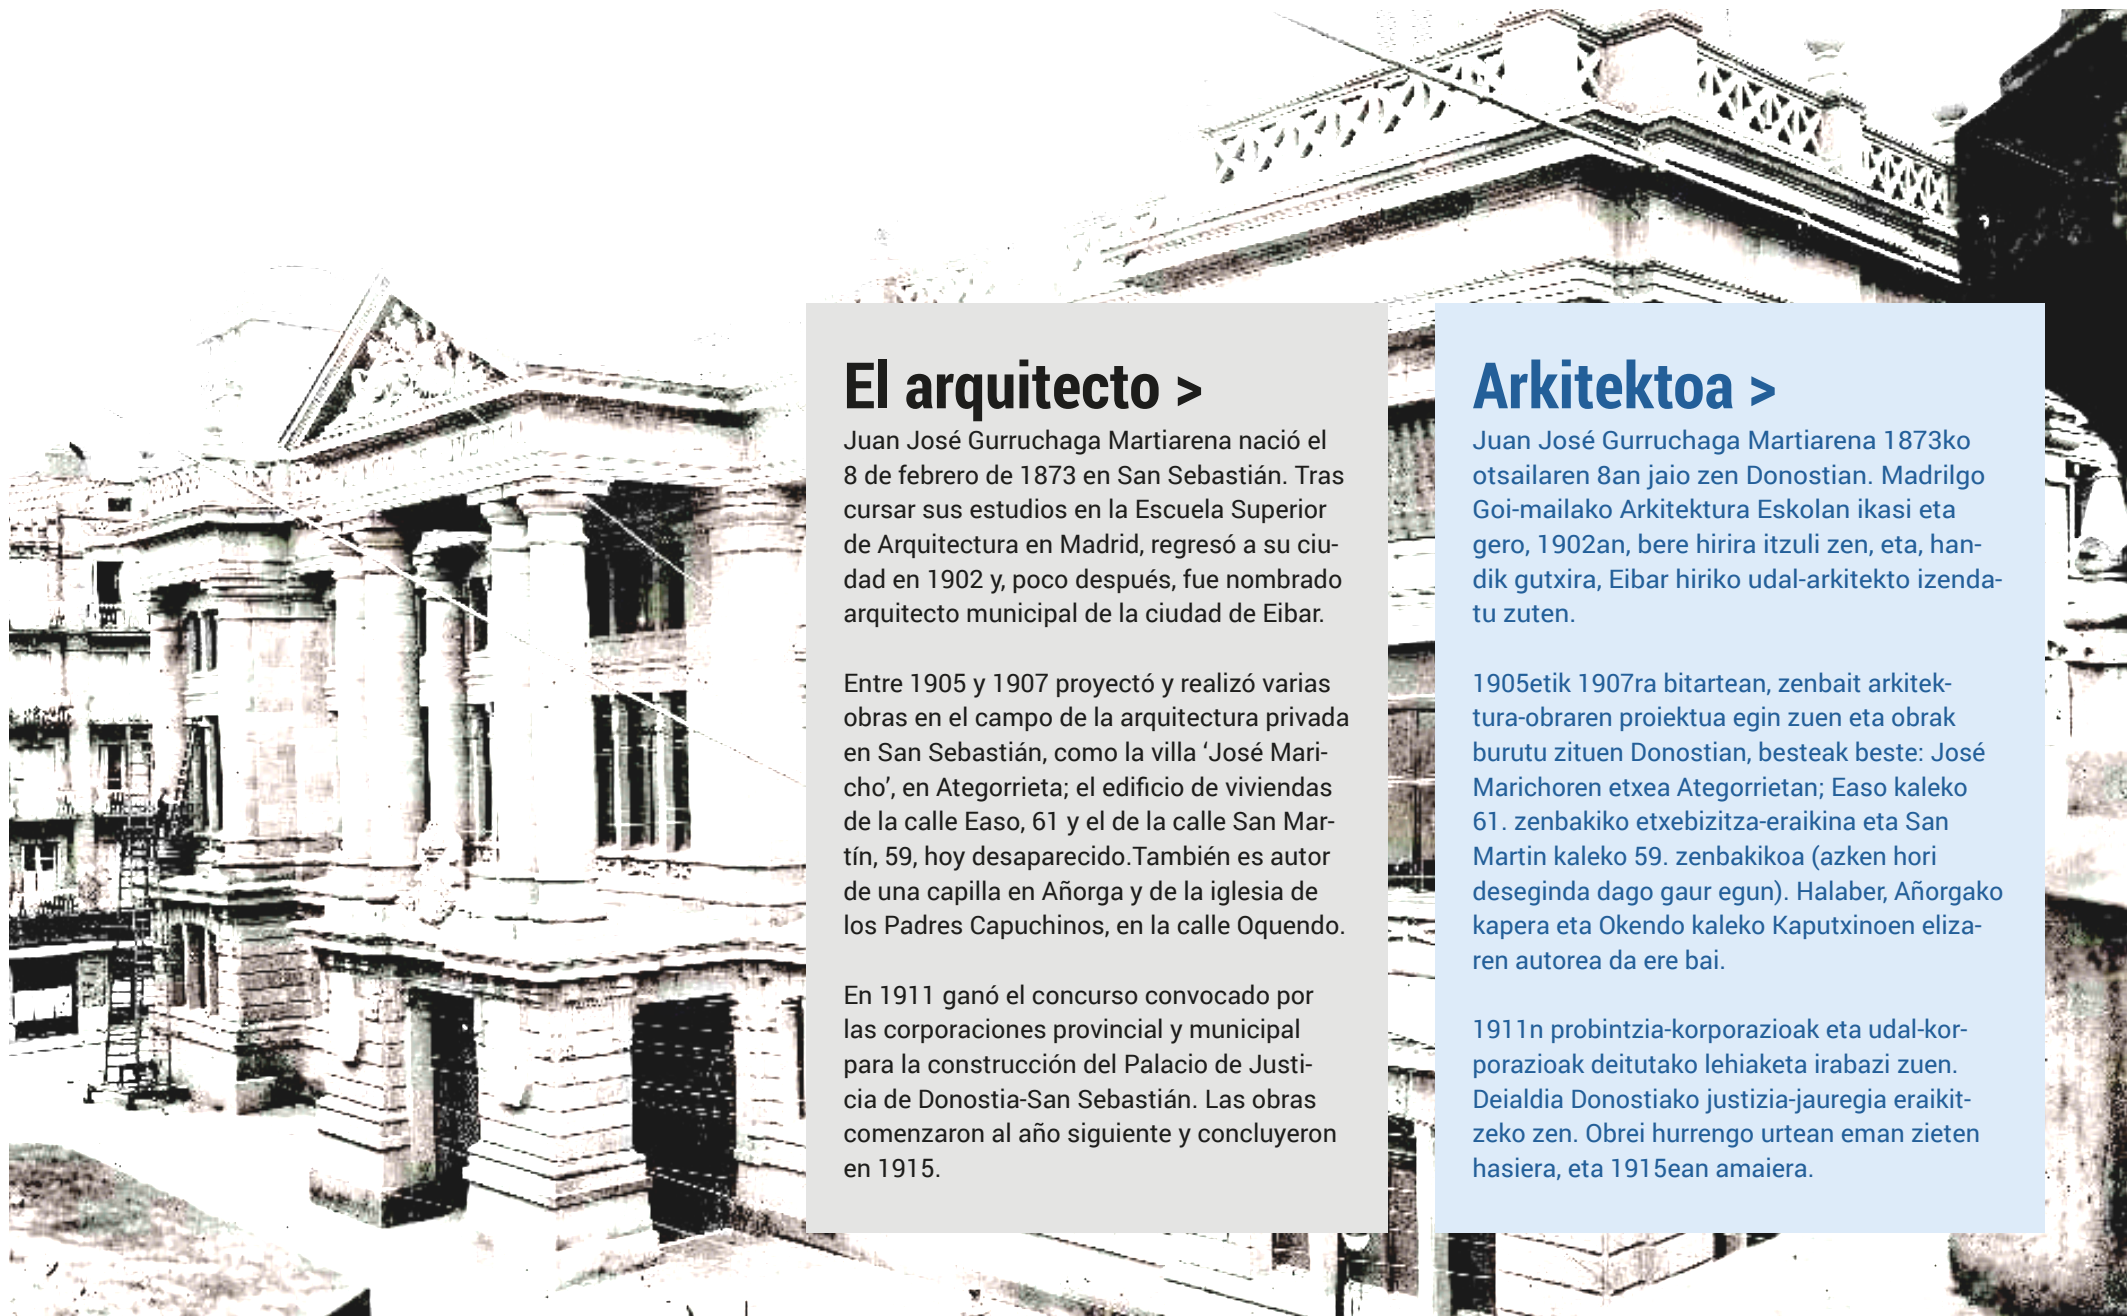 El arquitecto >
Juan José Gurruchaga Martiarena nació el
8 de febrero de 1873 en San Sebastián. Tras
cursar sus estudios en la Escuela Superior
de Arquitectura en Madrid, regresó a su ciu-
dad en 1902 y, poco después, fue nombrado
arquitecto municipal de la ciudad de Eibar.
Entre 1905 y 1907 proyectó y realizó varias
obras en el campo de la arquitectura privada
en San Sebastián, como la villa ‘José Mari-
cho’, en Ategorrieta; el edificio de viviendas
de la calle Easo, 61 y el de la calle San Mar-
tín, 59, hoy desaparecido.También es autor
de una capilla en Añorga y de la iglesia de
los Padres Capuchinos, en la calle Oquendo.
En 1911 ganó el concurso convocado por
las corporaciones provincial y municipal
para la construcción del Palacio de Justi-
cia de Donostia-San Sebastián. Las obras
comenzaron al año siguiente y concluyeron
en 1915.
Arkitektoa >
Juan José Gurruchaga Martiarena 1873ko
otsailaren 8an jaio zen Donostian. Madrilgo
Goi-mailako Arkitektura Eskolan ikasi eta
gero, 1902an, bere hirira itzuli zen, eta, han-
dik gutxira, Eibar hiriko udal-arkitekto izenda-
tu zuten.
1905etik 1907ra bitartean, zenbait arkitek-
tura-obraren proiektua egin zuen eta obrak
burutu zituen Donostian, besteak beste: José
Marichoren etxea Ategorrietan; Easo kaleko
61. zenbakiko etxebizitza-eraikina eta San
Martin kaleko 59. zenbakikoa (azken hori
deseginda dago gaur egun). Halaber, Añorgako
kapera eta Okendo kaleko Kaputxinoen eliza-
ren autorea da ere bai.
1911n probintzia-korporazioak eta udal-kor-
porazioak deitutako lehiaketa irabazi zuen.
Deialdia Donostiako justizia-jauregia eraikit-
zeko zen. Obrei hurrengo urtean eman zieten
hasiera, eta 1915ean amaiera.